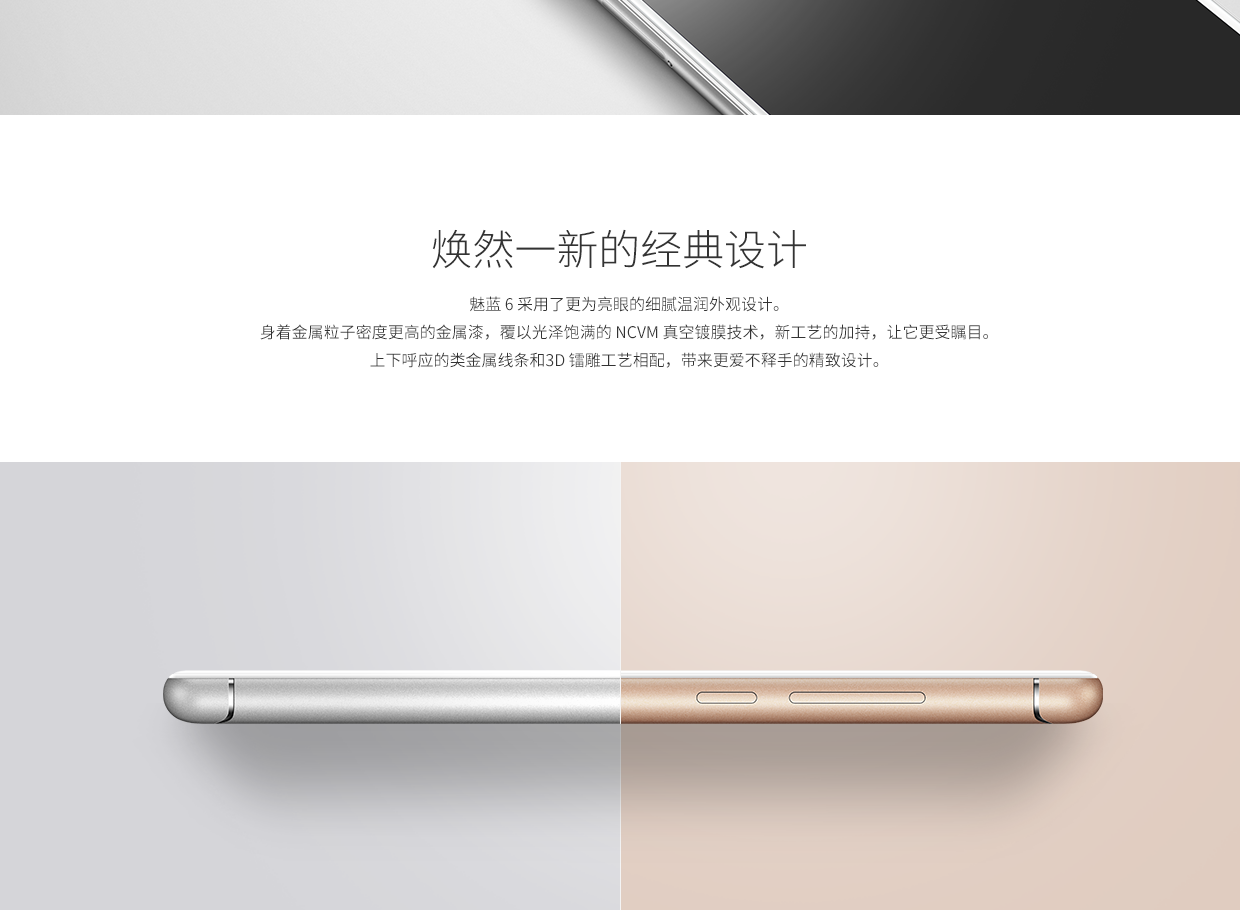 焕然一新的经典设计
魅蓝 6 采用了更为亮眼的细腻温润外观设计。
身着金属粒子密度更高的金属漆，覆以光泽饱满的 NCVM 真空镀膜技术，新工艺的加持，让它更受瞩目。
上下呼应的类金属线条和3D 镭雕工艺相配，带来更爱不释手的精致设计。